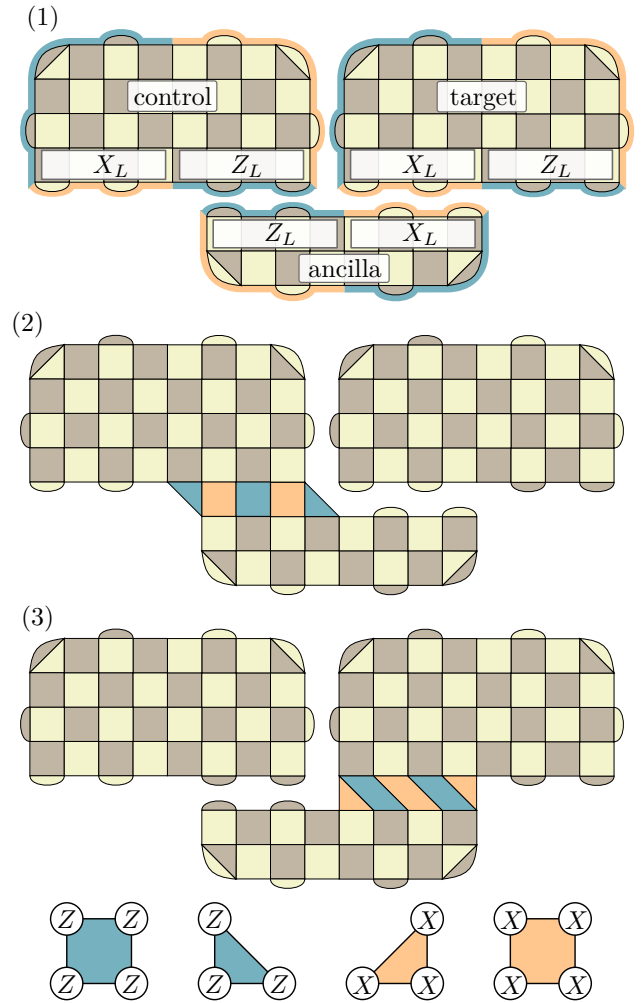 (1)
control target
X_L Z_L X_L Z_L
Z_L X_L
ancilla
(2)
(3)
Z Z Z X X X
Z Z Z Z X X X X